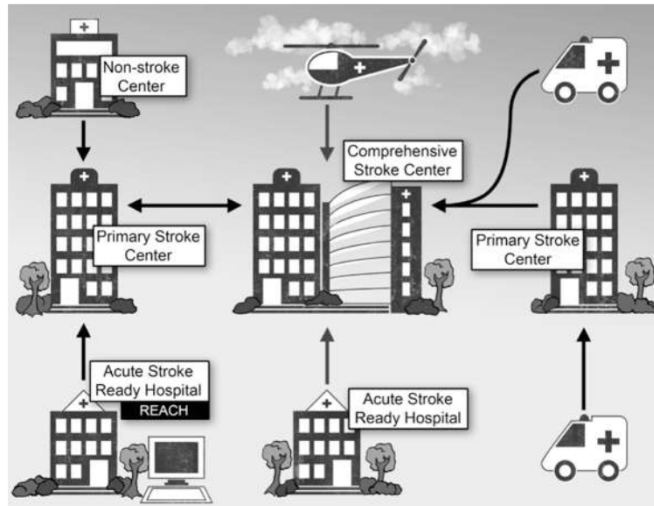 Non-stroke
Center
Comprehensive
Stroke Center
Primary Stroke
Center
Primary Stroke
Center
Acute Stroke
Ready Hospital
REACH
Acute Stroke
Ready Hospital